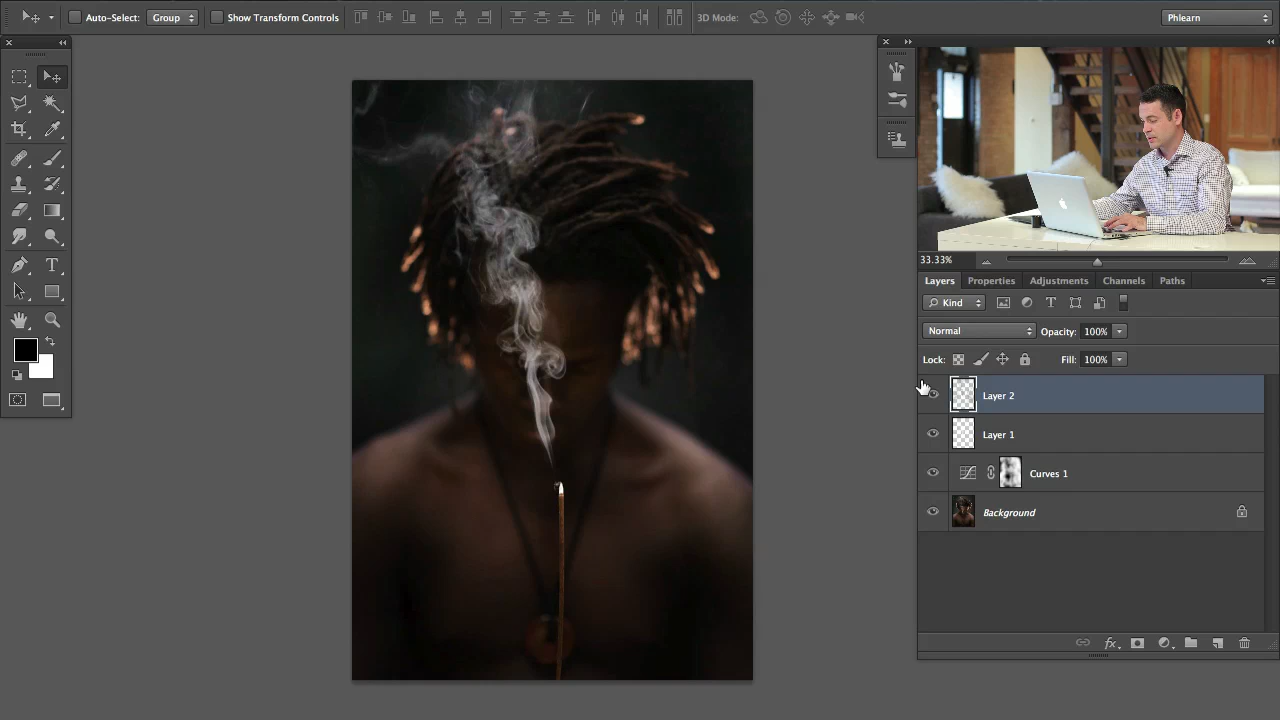 Auto-Select: Group Show Transform Controls 3D Mode: Phlearn
33.33%
Layers Properties Adjustments Channels Paths
Kind T
Normal Opacity: 100%
Lock: Fill: 100%
Layer 2
Layer 1
Curves 1
Background
fx
T